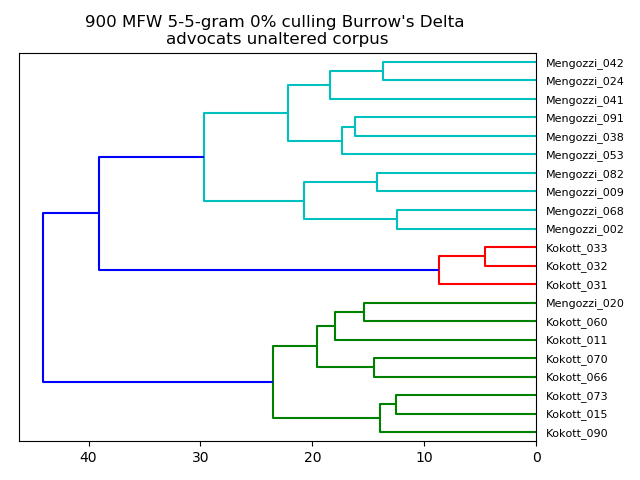 900 MFW 5-5-gram 0% culling Burrow's Delta
advocats unaltered corpus
Mengozzi_042
Mengozzi_024
Mengozzi_041
Mengozzi_091
Mengozzi_038
Mengozzi_053
Mengozzi_082
Mengozzi_009
Mengozzi_068
Mengozzi_002
Kokott_033
Kokott_032
Kokott_031
Mengozzi_020
Kokott_060
Kokott_011
Kokott_070
Kokott_066
Kokott_073
Kokott_015
Kokott_090
40 30 20 10 0